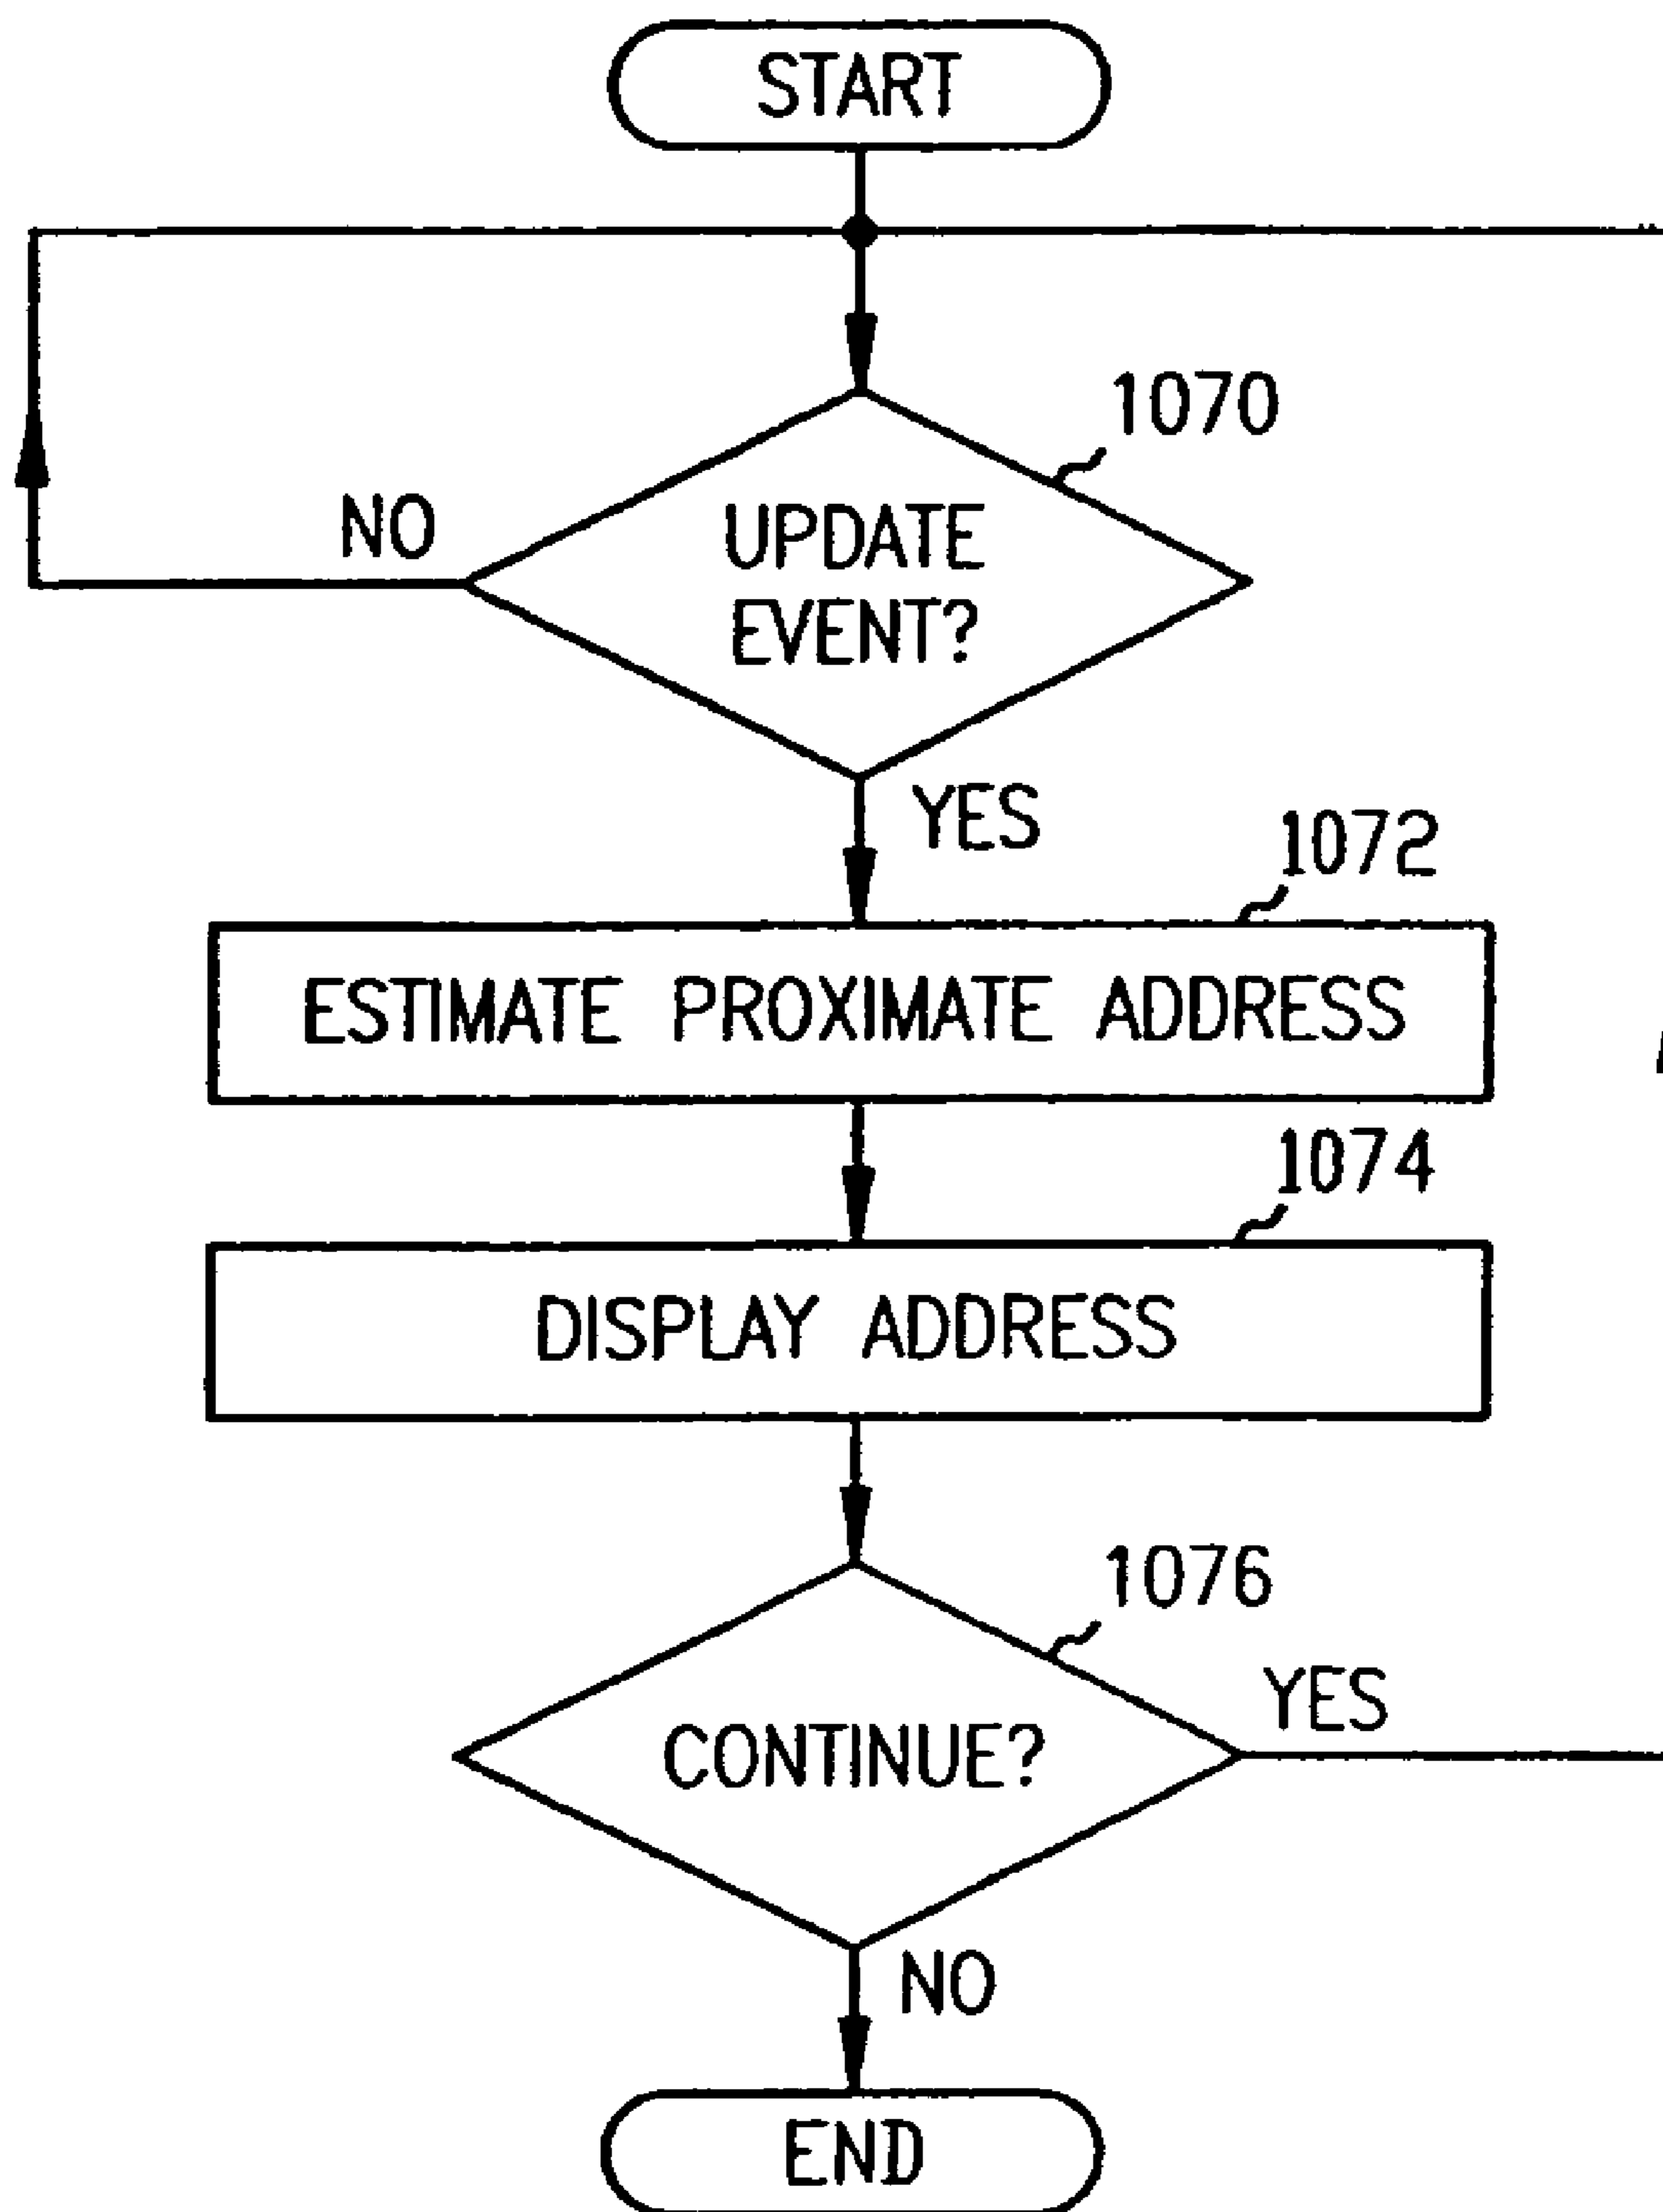 START
1070
NO
UPDATE
EVENT?
YES
1072
ESTIMATE PROXIMATE ADDRESS
1074
DISPLAY ADDRESS
1076
YES
CONTINUE?
NO
END